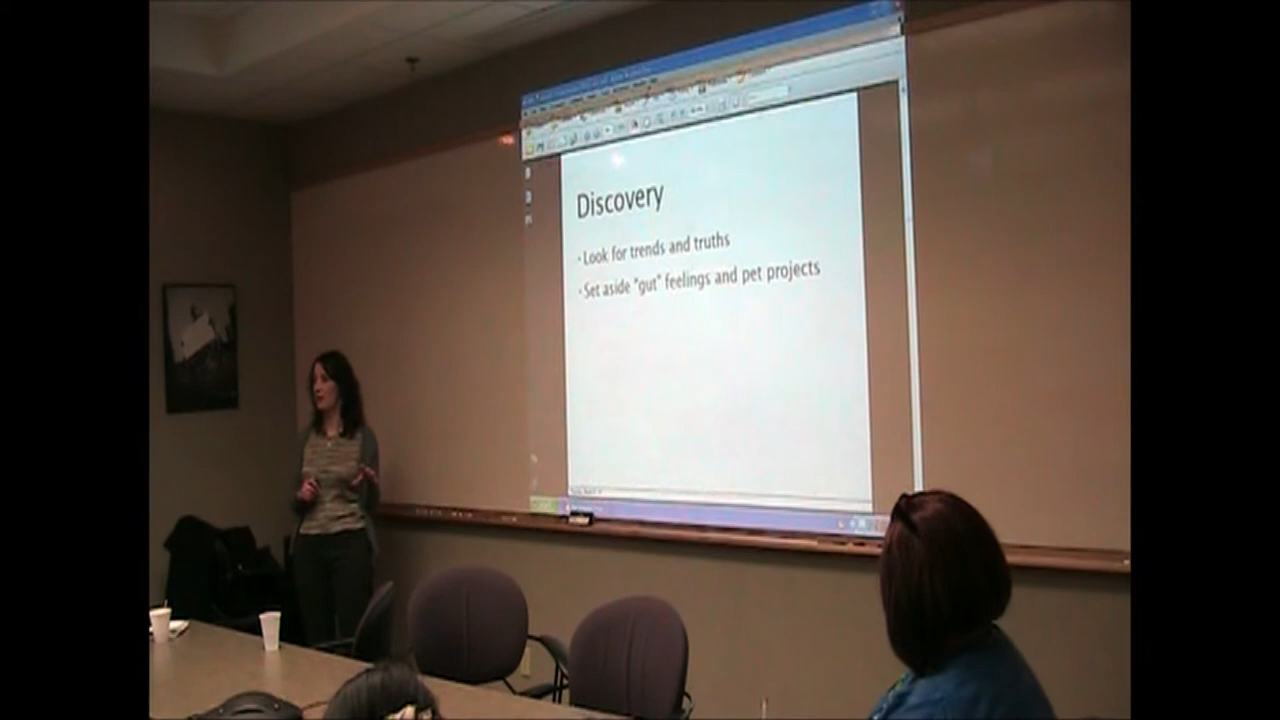 Discovery
· Look for trends and truths
· Set aside "gut" feelings and pet projects